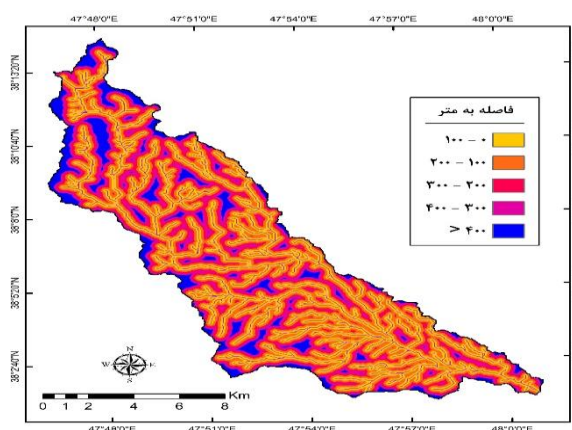 47°48'0"E 47°51'0"E 47°54'0"E 47°57'0"E 48°0'0"E
38°13'20"N
38°10'40"N
38°8'0"N
38°5'20"N
38°2'40"N
فاصله به متر
۱۰۰ - ۰
۲۰۰ - ۱۰۰
۳۰۰ - ۲۰۰
۴۰۰ - ۳۰۰
> ۴۰۰
N
W E
S
Km
0 1 2 4 6 8
47°48'0"E 47°51'0"E 47°54'0"E 47°57'0"E 48°0'0"E